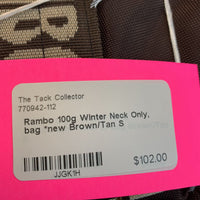 The Tack Collector
770942-112
Rambo 100g Winter Neck Only,
bag *new Brown/Tan S
JJGK1H
$102.00